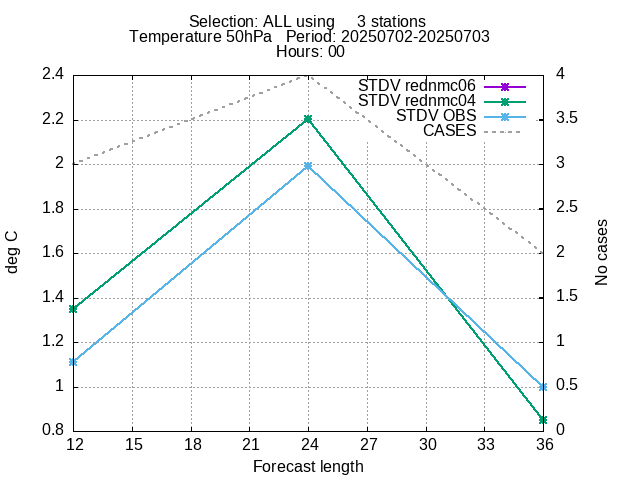 Selection: ALL using     3 stations
Temperature 50hPa   Period: 20250702-20250703
Hours: 00
STDV rednmc06
STDV rednmc04
STDV OBS
CASES
2.4
2.2
2
1.8
1.6
1.4
1.2
1
0.8
4
3.5
3
2.5
2
1.5
1
0.5
0
deg C
No cases
12 15 18 21 24 27 30 33 36
Forecast length